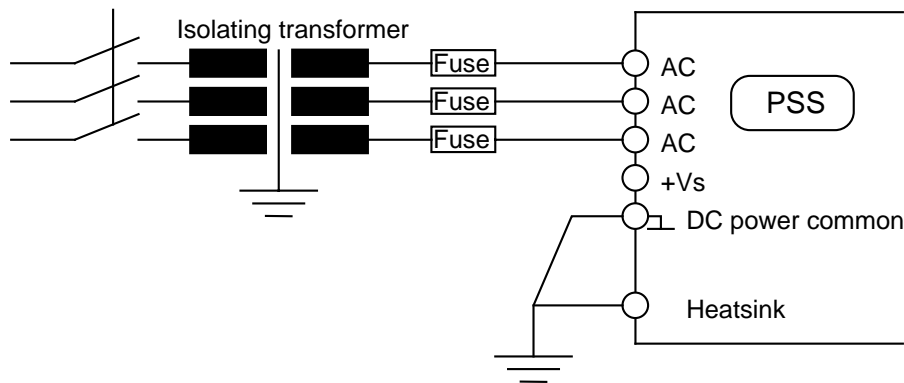 Isolating transformer
Fuse
AC
Fuse
AC
PSS
Fuse
AC
+Vs
DC power common
Heatsink